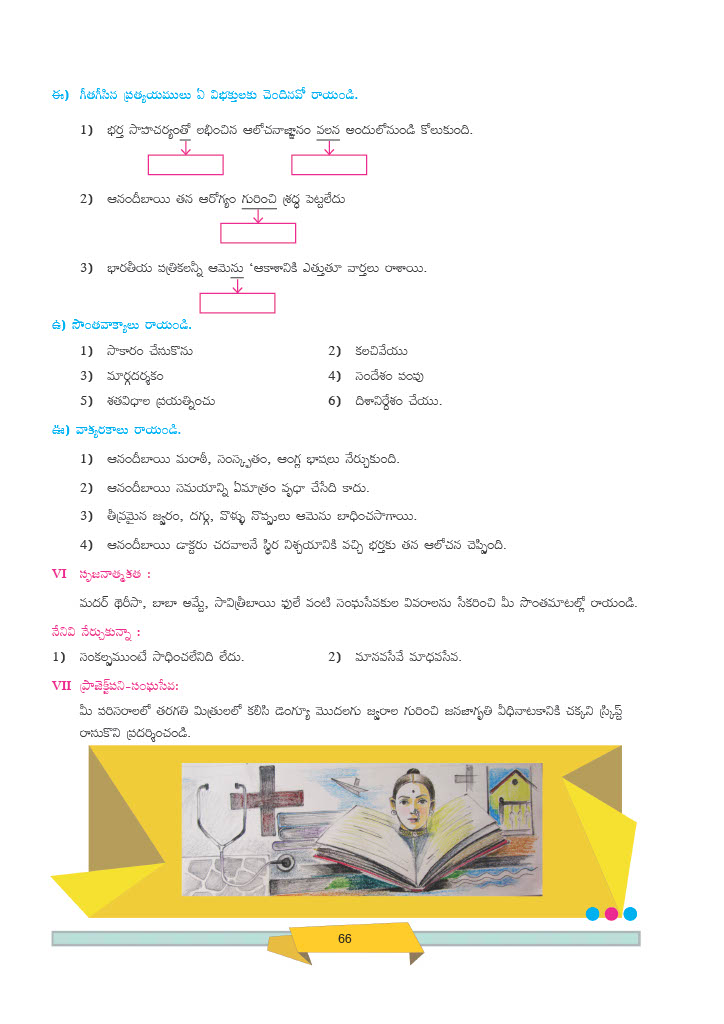 ఈ) గీతగీసిన ప్రత్యయములు ఏ విభక్తులకు చెందినవో రాయండి.
1) భర్త సాహచర్యంతో లభించిన ఆలోచనాజ్ఞానం వలన అందులోనుండి కోలుకుంది.
2) ఆనందీబాయి తన ఆరోగ్యం గురించి శ్రద్ధ పెట్టలేదు
3) భారతీయ పత్రికలన్నీ ఆమెను ‘ఆకాశానికి ఎత్తుతూ వార్తలు రాశాయి.
ఉ) సొంతవాక్యాలు రాయండి.
1) సాకారం చేసుకొను 2) కలచివేయు
3) మార్గదర్శకం 4) సందేశం పంపు
5) శతవిధాల ప్రయత్నించు 6) దిశానిర్దేశం చేయు.
ఊ) వాక్యరకాలు రాయండి.
1) ఆనందీబాయి మరాఠీ, సంస్కృతం, ఆంగ్ల భాషలు నేర్చుకుంది.
2) ఆనందీబాయి సమయాన్ని ఏమాత్రం వృధా చేసేది కాదు.
3) తీవ్రమైన జ్వరం, దగ్గు, వొళ్ళు నొప్పులు ఆమెను బాధించసాగాయి.
4) ఆనందీబాయి డాక్టరు చదవాలనే స్థిర నిశ్చయానికి వచ్చి భర్తకు తన ఆలోచన చెప్పింది.
VI సృజనాత్మకత :
మదర్ థెరీసా, బాబా ఆమ్టే, సావిత్రీబాయి ఫులే వంటి సంఘసేవకుల వివరాలను సేకరించి మీ సొంతమాటల్లో రాయండి.
నేనివి నేర్చుకున్నా :
1) సంకల్పముంటే సాధించలేనిది లేదు. 2) మానవసేవే మాధవసేవ.
VII ప్రాజెక్ట్‌పని-సంఘసేవ:
మీ పరిసరాలలో తరగతి మిత్రులలో కలిసి డెంగ్యూ మొదలగు జ్వరాల గురించి జనజాగృతి వీధినాటకానికి చక్కని స్క్రిప్ట్
రాసుకొని ప్రదర్శించండి.
66